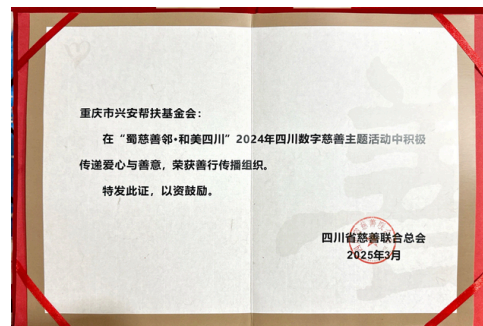 重庆市兴安帮扶基金会：
在“蜀慈善邻·和美四川”2024年四川数字慈善主题活动中积极
传递爱心与善意，荣获善行传播组织。
特发此证，以资鼓励。
四川省慈善联合总会
2025年3月